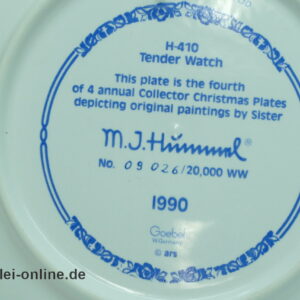 H-410
Tender Watch
This plate is the fourth
of 4 annual Collector Christmas Plates
depicting original paintings by Sister
M.J.Hummel®
No. 09 026/20,000 WW
1990
Goebel
W.Germany
© ars
lei-online.de